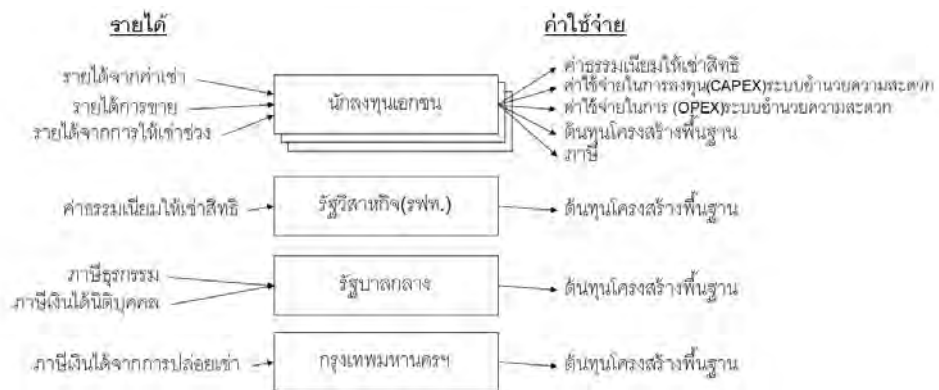 รายได้
ค่าใช้จ่าย
รายได้จากค่าเช่า
รายได้การขาย
รายได้จากการให้เช่าช่วง
นักลงทุนเอกชน
ค่าธรรมเนียมให้เช่าสิทธิ
ค่าใช้จ่ายในการลงทุน(CAPEX)ระบบอำนวยความสะดวก
ค่าใช้จ่ายในการ (OPEX)ระบบอำนวยความสะดวก
ต้นทุนโครงสร้างพื้นฐาน
ภาษี
ค่าธรรมเนียมให้เช่าสิทธิ
รัฐวิสาหกิจ(รฟท.)
ต้นทุนโครงสร้างพื้นฐาน
ภาษีธุรกรรม
ภาษีเงินได้นิติบุคคล
รัฐบาลกลาง
ต้นทุนโครงสร้างพื้นฐาน
ภาษีเงินได้จากการปล่อยเช่า
กรุงเทพมหานครฯ
ต้นทุนโครงสร้างพื้นฐาน